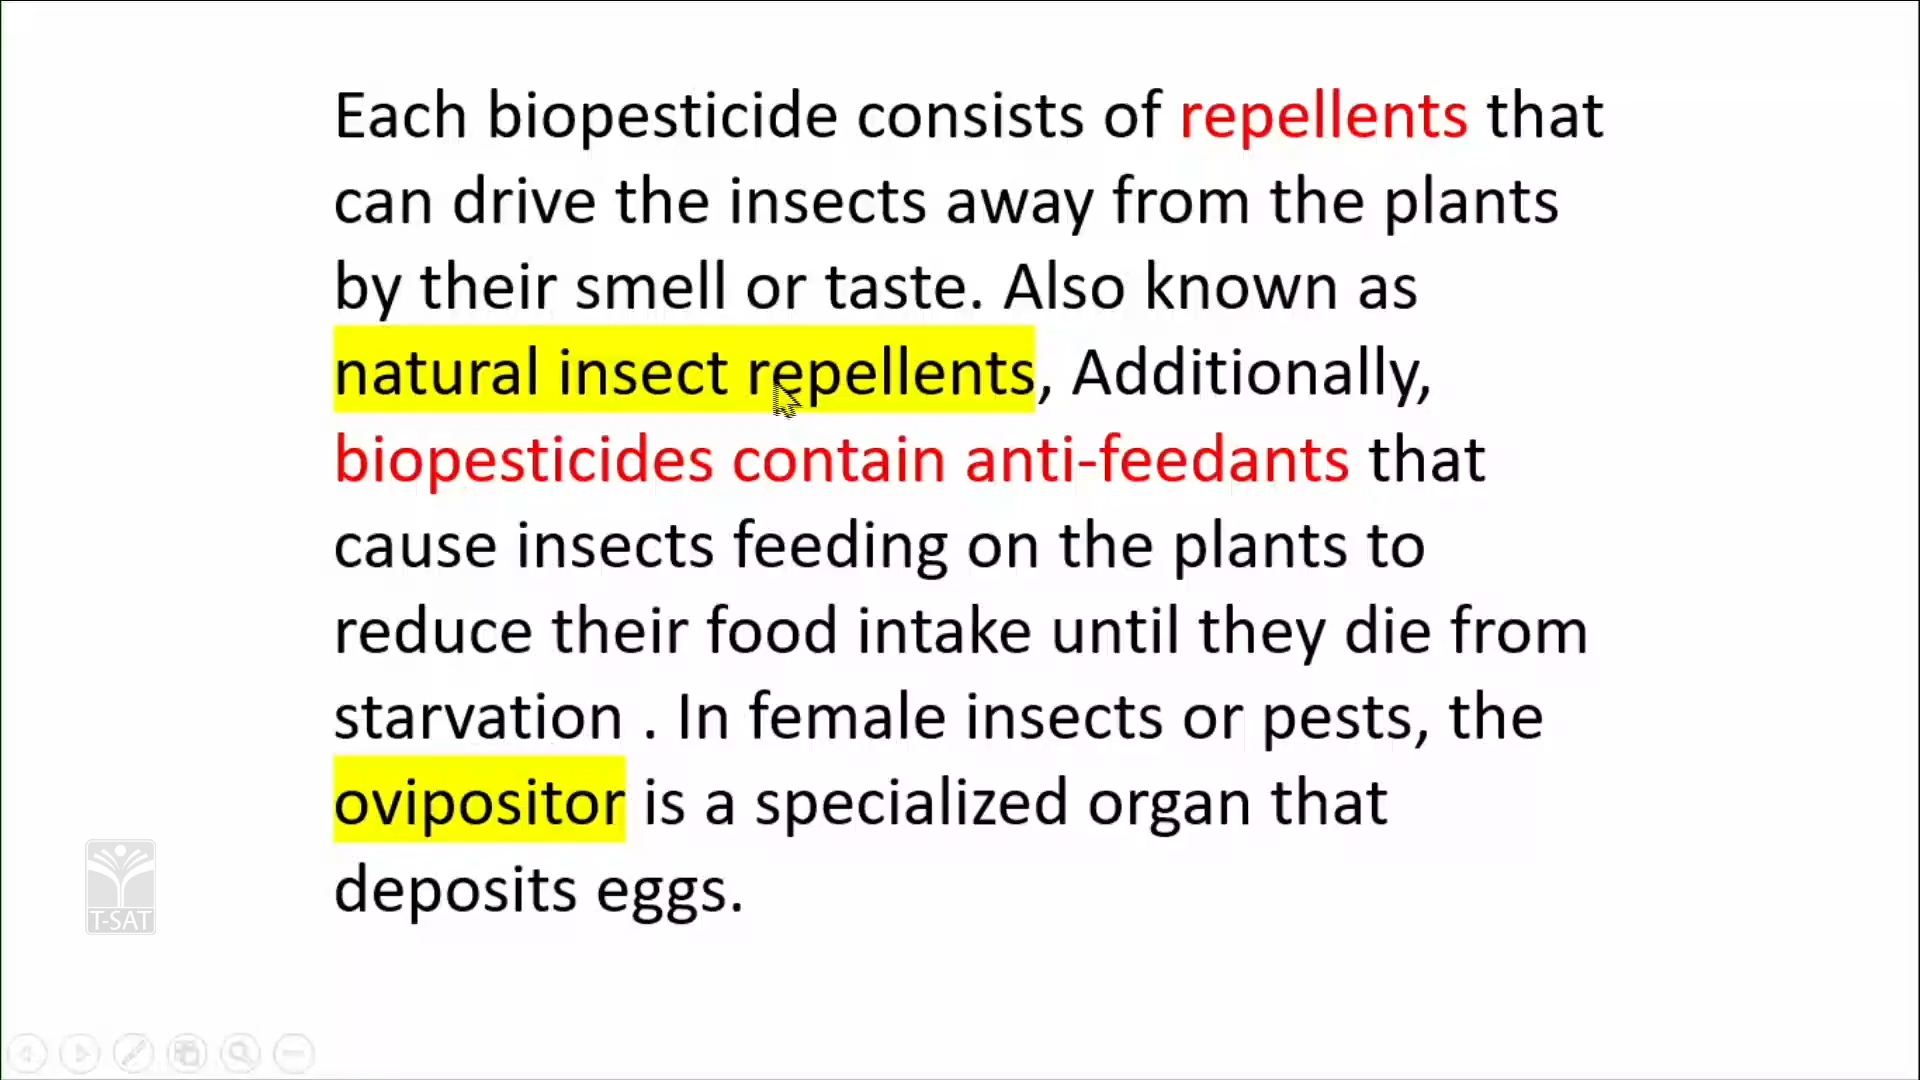 Each biopesticide consists of repellents that
can drive the insects away from the plants
by their smell or taste. Also known as
natural insect repellents, Additionally,
biopesticides contain anti-feedants that
cause insects feeding on the plants to
reduce their food intake until they die from
starvation . In female insects or pests, the
ovipositor is a specialized organ that
deposits eggs.
T-SAT